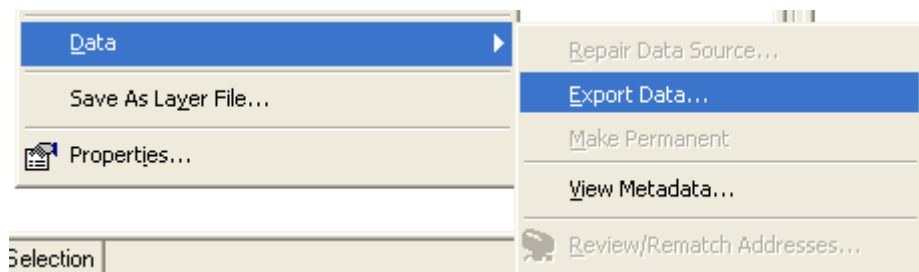 Data
Save As Layer File...
Properties...
Selection
Repair Data Source...
Export Data...
Make Permanent
View Metadata...
Review/Rematch Addresses...